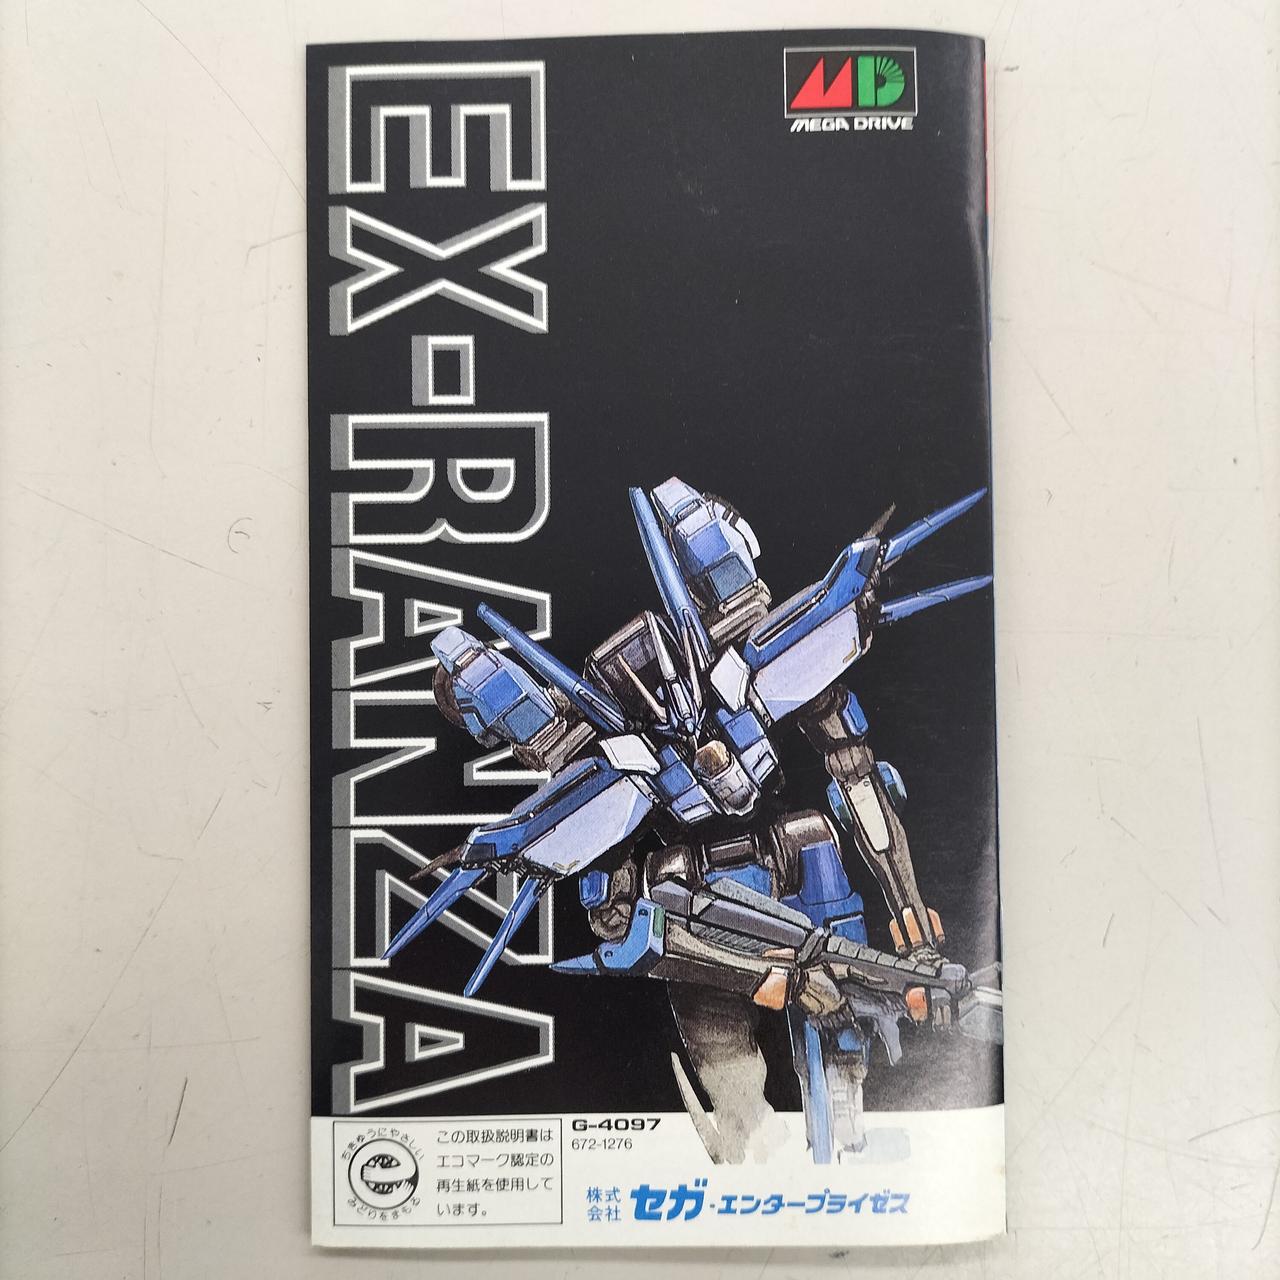 EX-RANZA
MD
MEGA DRIVE
ちきゅうにやさしい
みどりをまもる
この取扱説明書は
エコマーク認定の
再生紙を使用して
います。
G-4097
672-1276
株式会社 セガ・エンタープライゼス